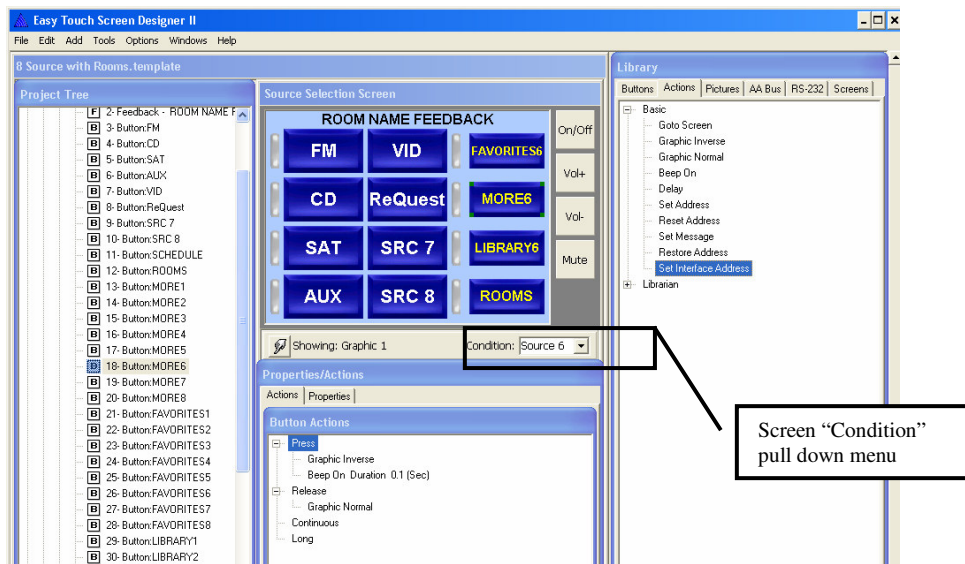 Easy Touch Screen Designer II
File Edit Add Tools Options Windows Help
8 Source with Rooms.template
Project Tree
F 2- Feedback - ROOM NAME F
B 3- Button:FM
B 4- Button:CD
B 5- Button:SAT
B 6- Button:AUX
B 7- Button:VID
B 8- Button:ReQuest
B 9- Button:SRC 7
B 10- Button:SRC 8
B 11- Button:SCHEDULE
B 12- Button:ROOMS
B 13- Button:MORE1
B 14- Button:MORE2
B 15- Button:MORE3
B 16- Button:MORE4
B 17- Button:MORE5
B 18- Button:MORE6
B 19- Button:MORE7
B 20- Button:MORE8
B 21- Button:FAVORITES1
B 22- Button:FAVORITES2
B 23- Button:FAVORITES3
B 24- Button:FAVORITES4
B 25- Button:FAVORITES5
B 26- Button:FAVORITES6
B 27- Button:FAVORITES7
B 28- Button:FAVORITES8
B 29- Button:LIBRARY1
B 30- Button:LIBRARY2
Source Selection Screen
ROOM NAME FEEDBACK
FM VID FAVORITES6
CD ReQuest MORE6
SAT SRC 7 LIBRARY6
AUX SRC 8 ROOMS
On/Off
Vol+
Vol-
Mute
Showing: Graphic 1 Condition: Source 6
Properties/Actions
Actions Properties
Button Actions
Press
Graphic Inverse
Beep On Duration 0.1 (Sec)
Release
Graphic Normal
Continuous
Long
Library
Buttons Actions Pictures AA Bus RS-232 Screens
Basic
Goto Screen
Graphic Inverse
Graphic Normal
Beep On
Delay
Set Address
Reset Address
Set Message
Restore Address
Set Interface Address
Librarian
Screen “Condition”
pull down menu